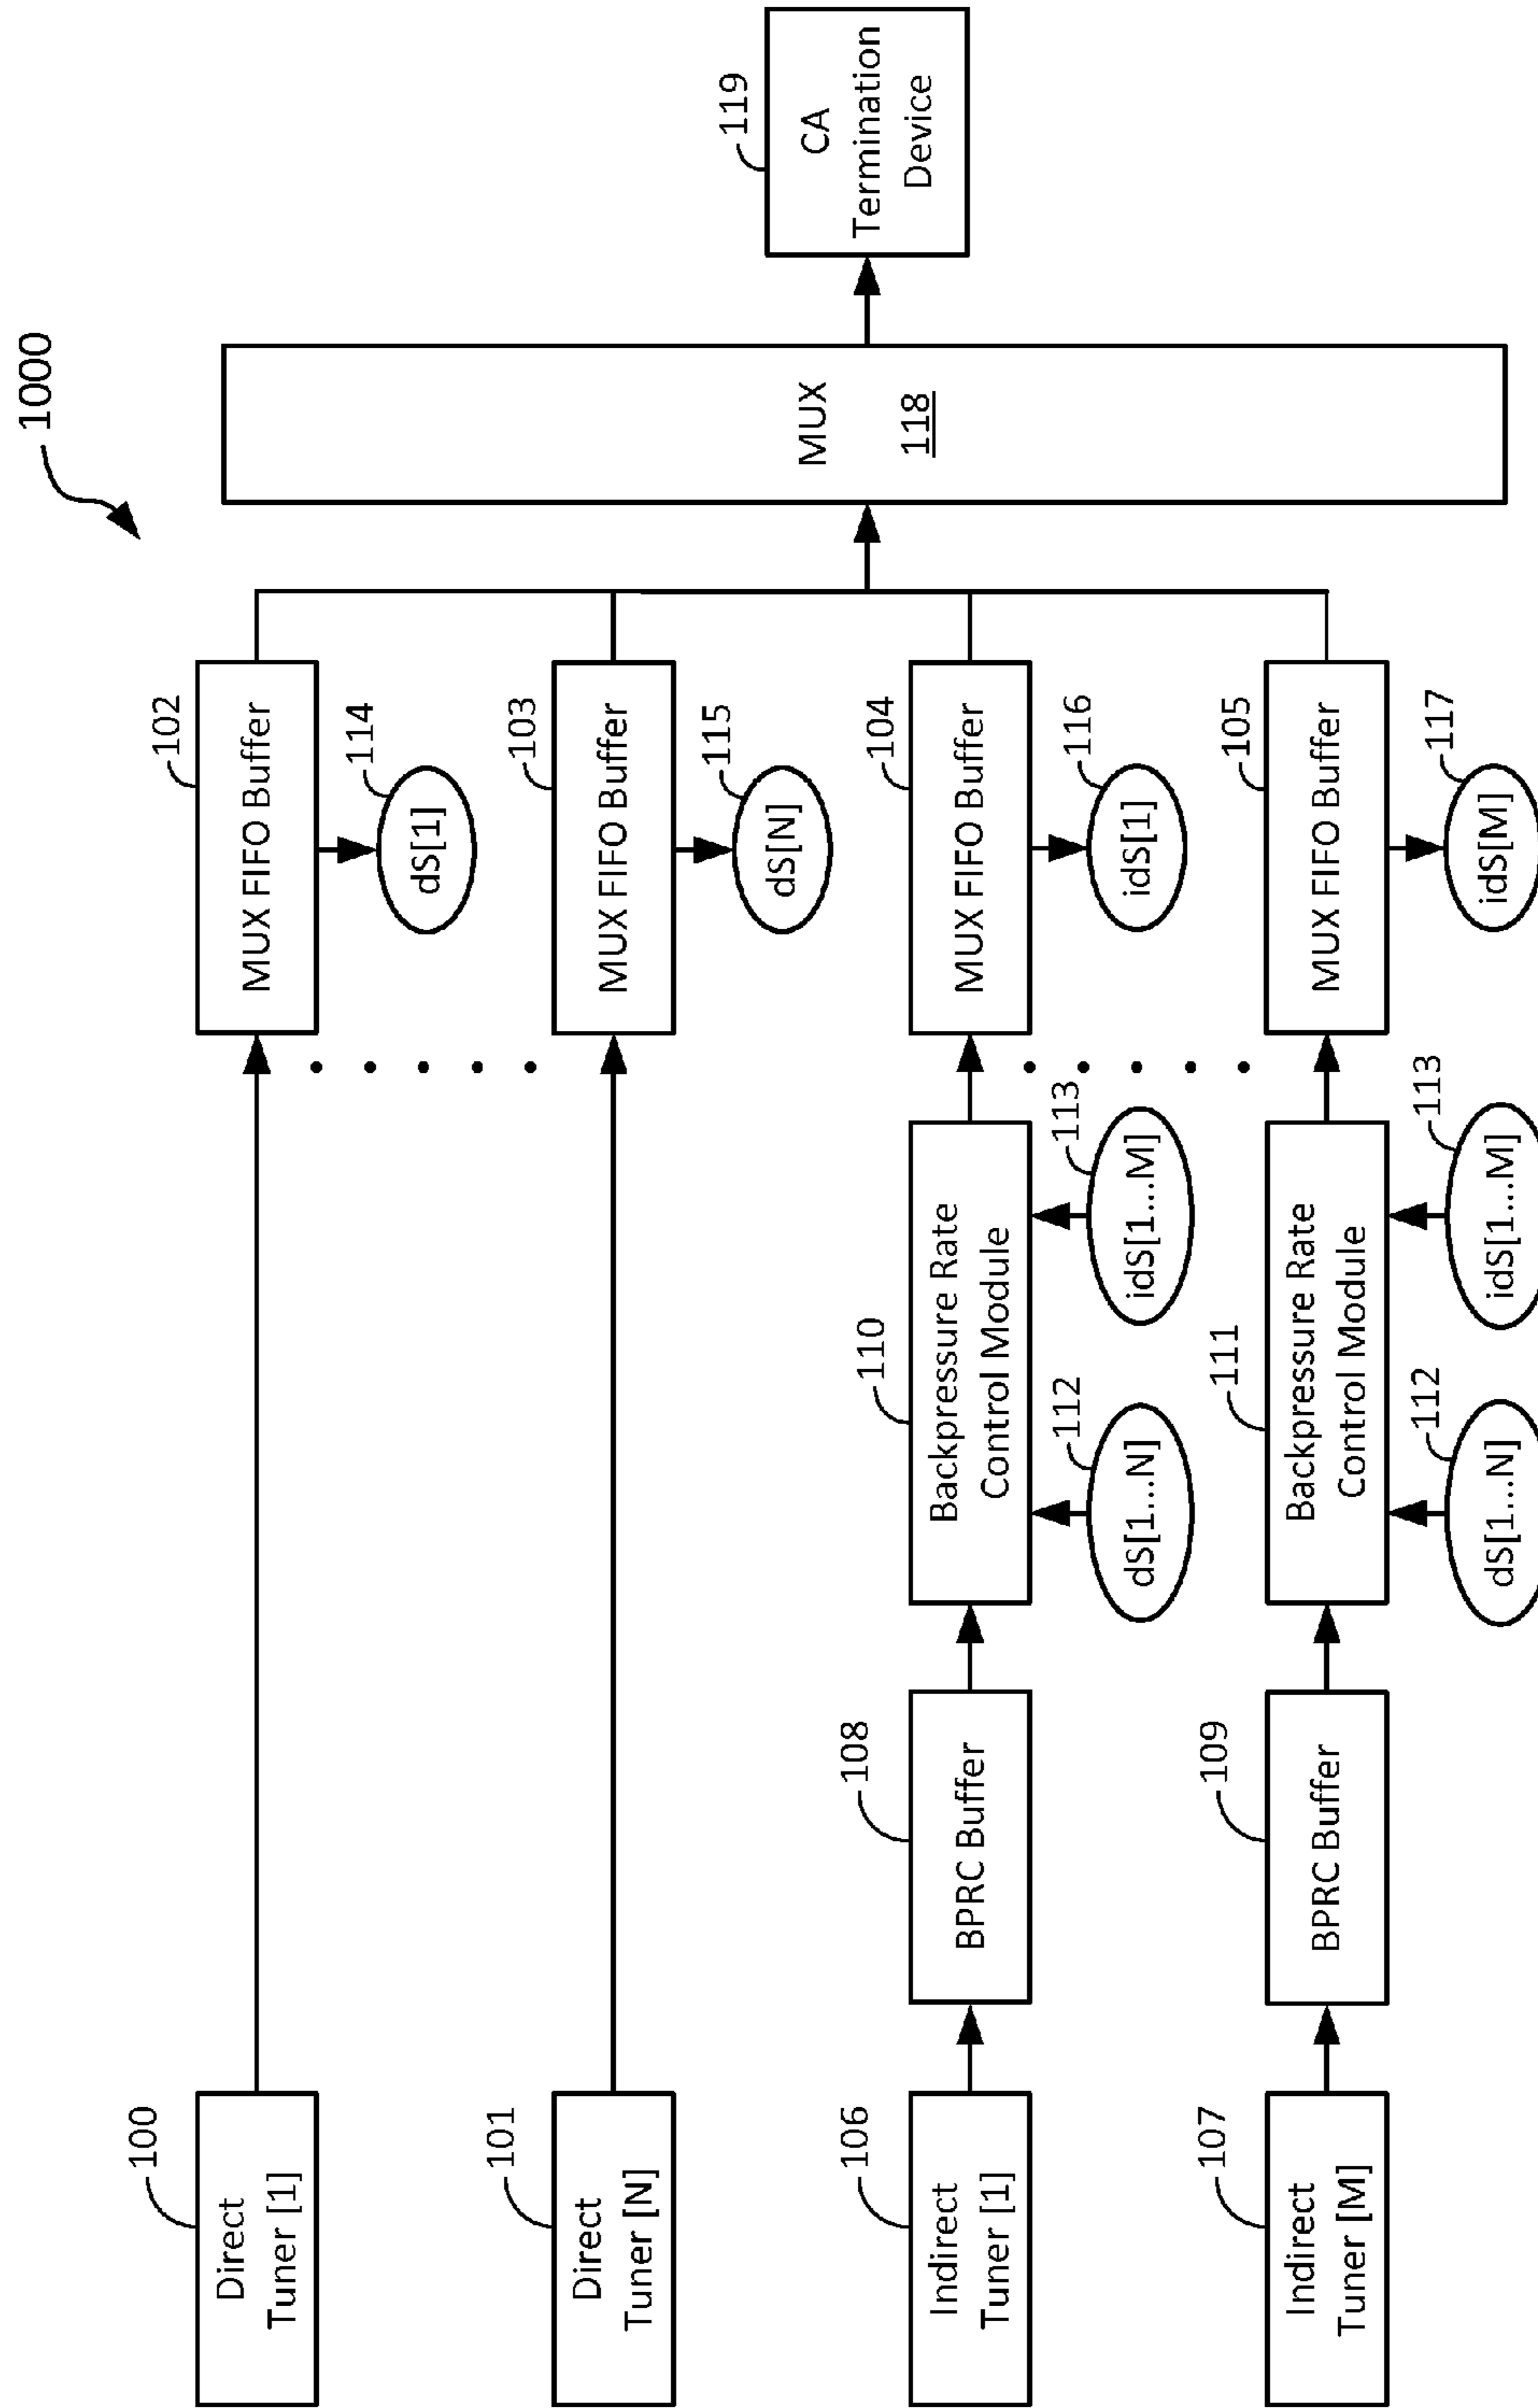 1000
100
Direct
Tuner [1]
102
MUX FIFO Buffer
114
dS[1]
101
Direct
Tuner [N]
103
MUX FIFO Buffer
115
dS[N]
106
Indirect
Tuner [1]
108
BPRC Buffer
110
Backpressure Rate
Control Module
112
dS[1...N]
113
idS[1...M]
104
MUX FIFO Buffer
116
idS[1]
107
Indirect
Tuner [M]
109
BPRC Buffer
111
Backpressure Rate
Control Module
112
dS[1...N]
113
idS[1...M]
105
MUX FIFO Buffer
117
idS[M]
MUX
118
119
CA
Termination
Device